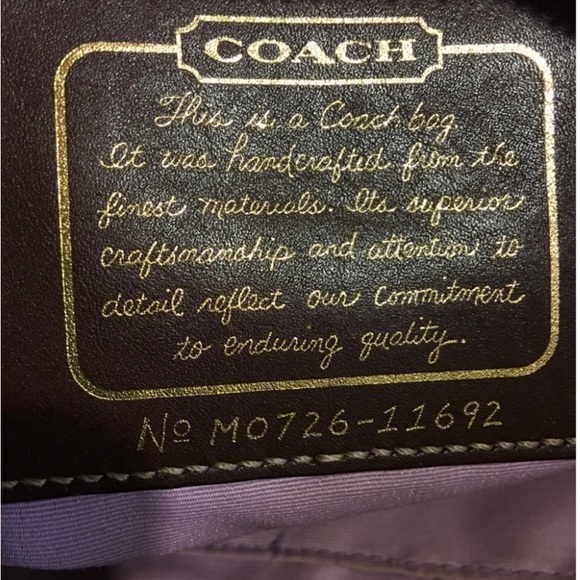 COACH
This is a Coach bag
It was handcrafted from the
finest materials. Its superior
craftsmanship and attention to
detail reflect our commitment
to enduring quality.
Nº M0726-11692